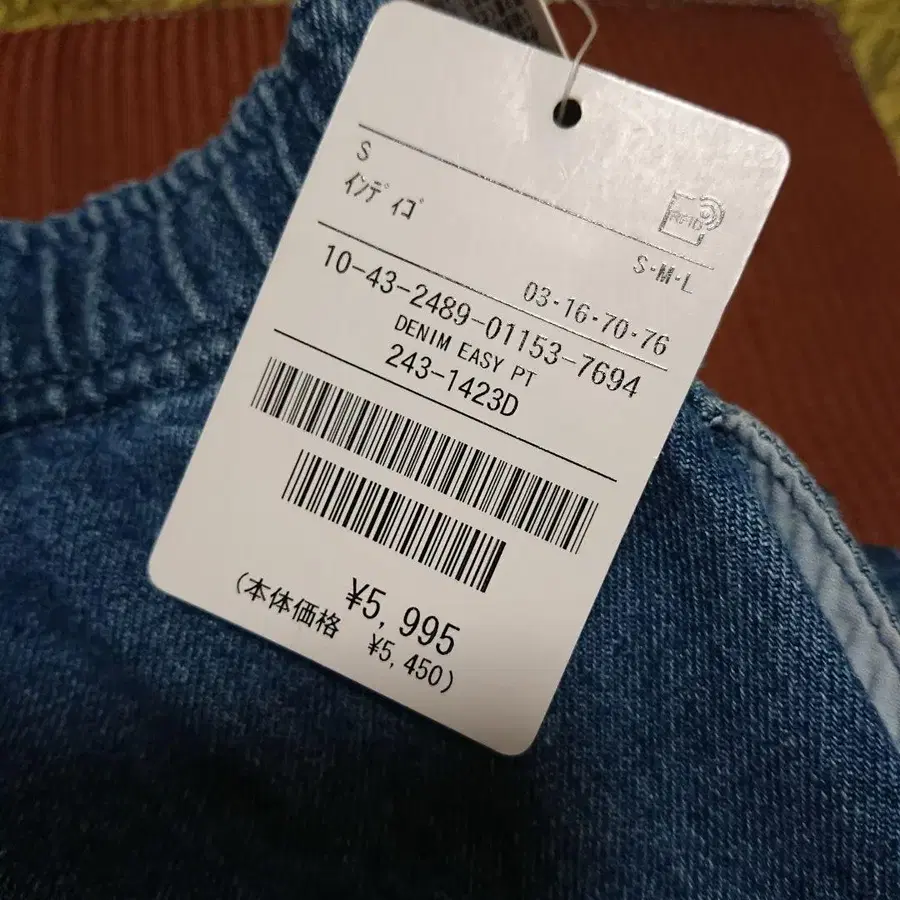 S
インディゴ
RFID
S・M・L
03・16・70・76
10-43-2489-01153-7694
DENIM EASY PT
243-1423D
¥5,995
(本体価格 ¥5,450)